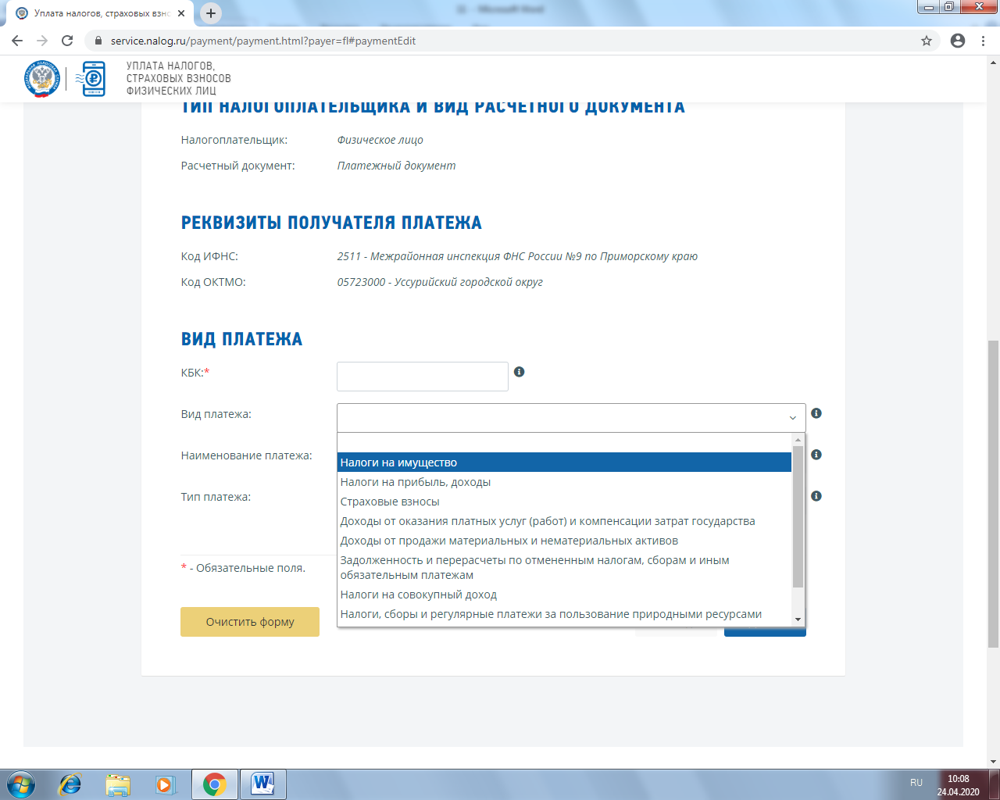 Microsoft Word
Уплата налогов, страховых взно
service.nalog.ru/payment/payment.html?payer=fl#paymentEdit
УПЛАТА НАЛОГОВ,
СТРАХОВЫХ ВЗНОСОВ
ФИЗИЧЕСКИХ ЛИЦ
ТИП НАЛОГОПЛАТЕЛЬЩИКА И ВИД РАСЧЕТНОГО ДОКУМЕНТА
Налогоплательщик: Физическое лицо
Расчетный документ: Платежный документ
РЕКВИЗИТЫ ПОЛУЧАТЕЛЯ ПЛАТЕЖА
Код ИФНС: 2511 - Межрайонная инспекция ФНС России №9 по Приморскому краю
Код ОКТМО: 05723000 - Уссурийский городской округ
ВИД ПЛАТЕЖА
КБК:*
Вид платежа:
Наименование платежа:
Налоги на имущество
Налоги на прибыль, доходы
Тип платежа:
Страховые взносы
Доходы от оказания платных услуг (работ) и компенсации затрат государства
Доходы от продажи материальных и нематериальных активов
Задолженность и перерасчеты по отмененным налогам, сборам и иным
обязательным платежам
* - Обязательные поля.
Налоги на совокупный доход
Налоги, сборы и регулярные платежи за пользование природными ресурсами
Очистить форму
RU
10:08
24.04.2020